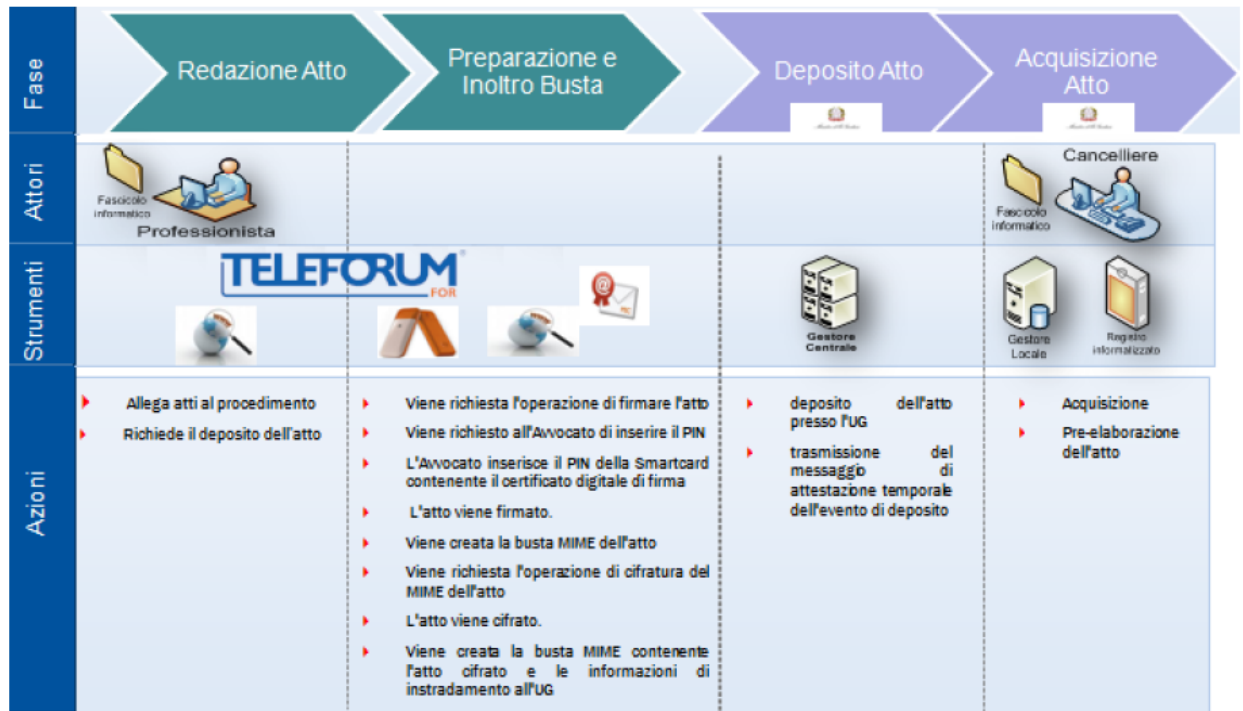 Fase
Redazione Atto
Preparazione e
Inoltro Busta
Deposito Atto
Acquisizione
Atto
Attori
Fascicolo
informatico
Professionista
Cancelliere
Fascicolo
informatico
Strumenti
TELEFORUM
FOR
Gestore
Centrale
Gestore
Locale
Registro
informatizzato
Azioni
Allega atti al procedimento
Richiede il deposito dell'atto
Viene richiesta l'operazione di firmare l'atto
Viene richiesto all'Avvocato di inserire il PIN
L'Avvocato inserisce il PIN della Smartcard
contenente il certificato digitale di firma
L'atto viene firmato.
Viene creata la busta MIME dell'atto
Viene richiesta l'operazione di cifratura del
MIME dell'atto
L'atto viene cifrato.
Viene creata la busta MIME contenente
l'atto cifrato e le informazioni di
instradamento all'UG
deposito dell'atto
presso l'UG
trasmissione del
messaggio di
attestazione temporale
dell'evento di deposito
Acquisizione
Pre-elaborazione
dell'atto